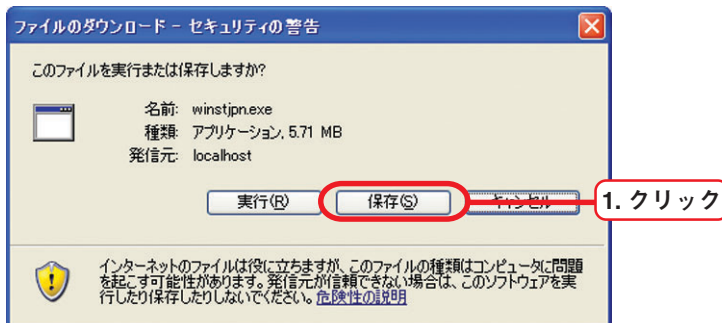 ファイルのダウンロード - セキュリティの警告
このファイルを実行または保存しますか?
名前: winstjpn.exe
種類: アプリケーション, 5.71 MB
発信元: localhost
実行(R) 保存(S) キャンセル
1. クリック
インターネットのファイルは役に立ちますが、このファイルの種類はコンピュータに問題
を起こす可能性があります。発信元が信頼できない場合は、このソフトウェアを実
行したり保存したりしないでください。危険性の説明